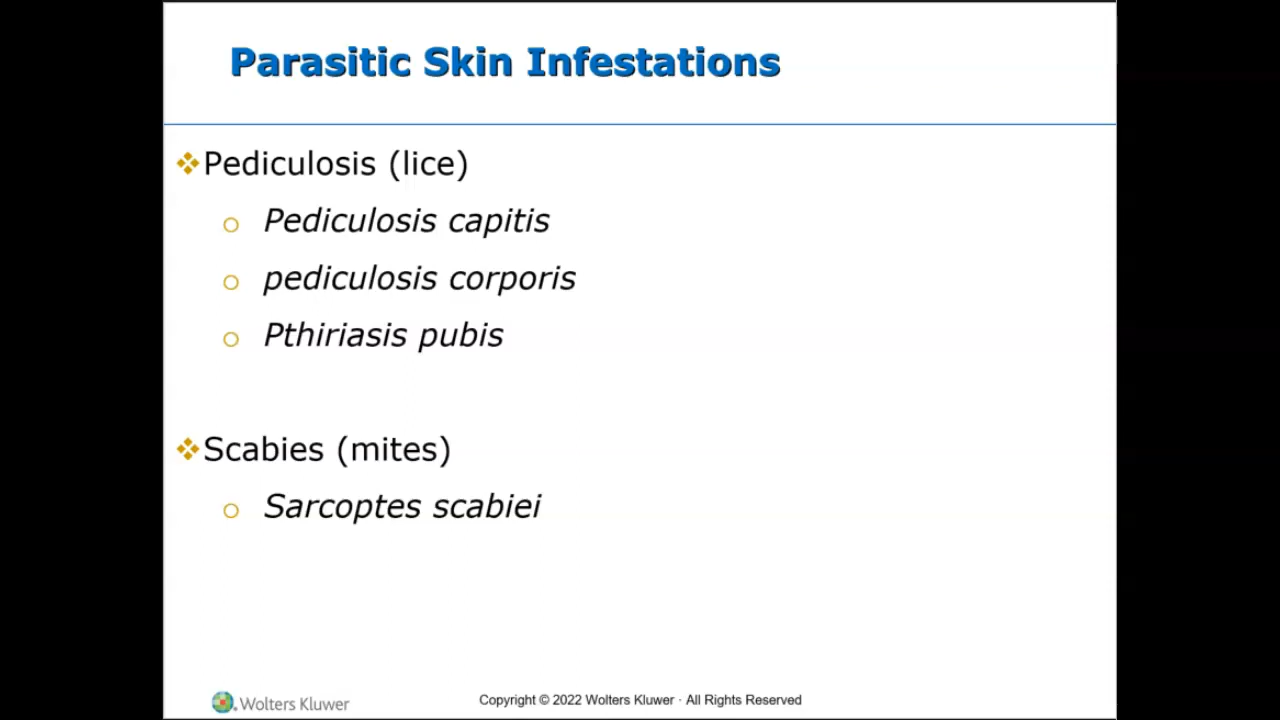 Parasitic Skin Infestations
Pediculosis (lice)
Pediculosis capitis
pediculosis corporis
Pthiriasis pubis
Scabies (mites)
Sarcoptes scabiei
Wolters Kluwer
Copyright © 2022 Wolters Kluwer · All Rights Reserved